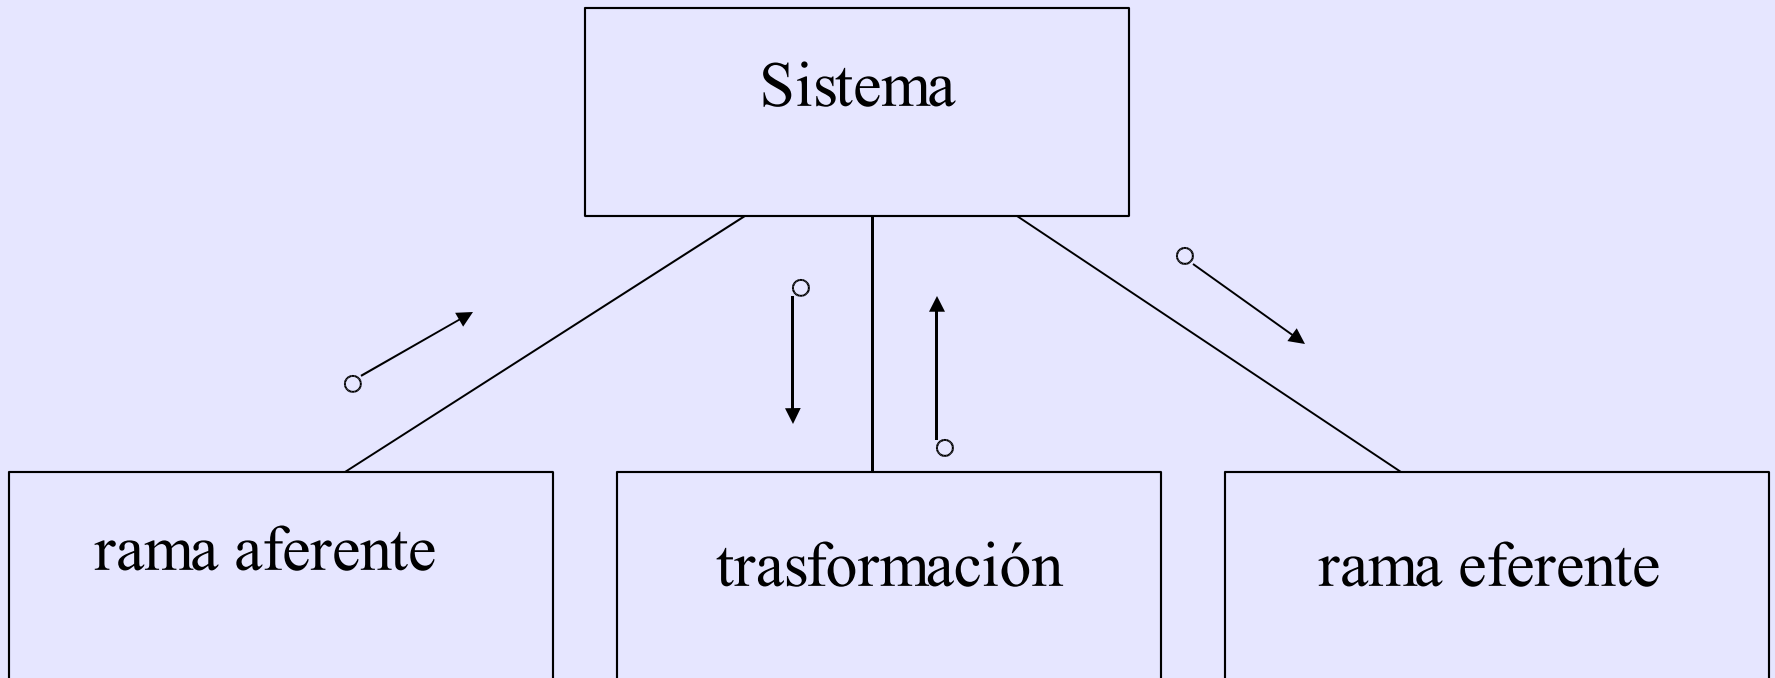 Sistema
rama aferente
trasformación
rama eferente